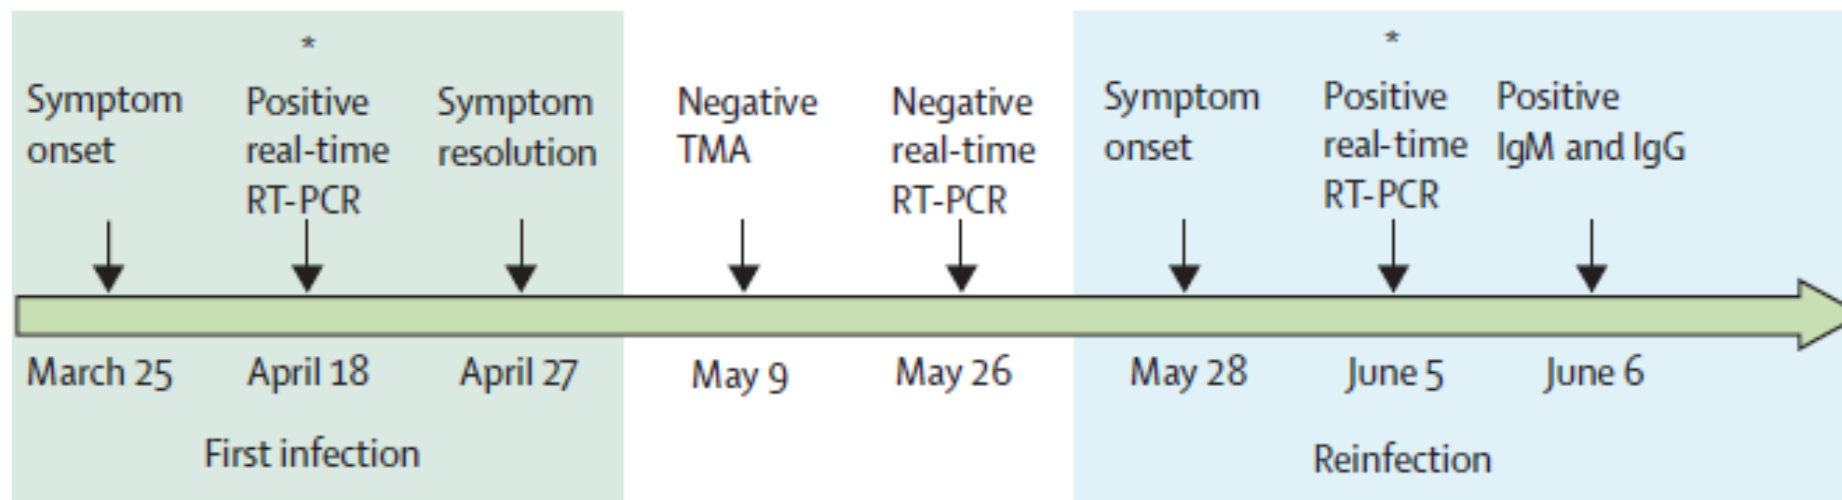 *
Symptom
onset
Positive
real-time
RT-PCR
Symptom
resolution
Negative
TMA
Negative
real-time
RT-PCR
Symptom
onset
*
Positive
real-time
RT-PCR
Positive
IgM and IgG
March 25
April 18
April 27
May 9
May 26
May 28
June 5
June 6
First infection
Reinfection